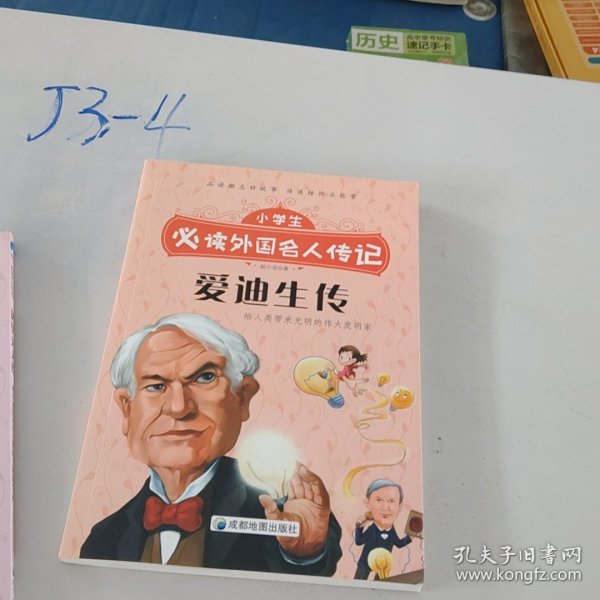 历史
高中常考知识
速记手卡
J3-4
品读励志好故事 传递榜样正能量
小学生
必读外国名人传记
爱迪生传
给人类带来光明的伟大发明家
成都地图出版社
孔夫子旧书网
www.kongfz.com